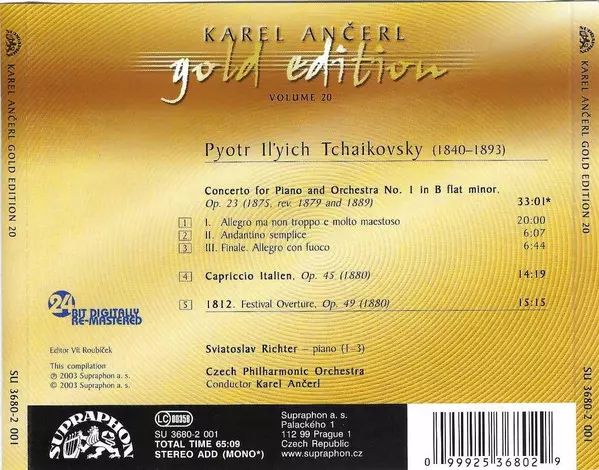 KAREL ANČERL
gold edition
VOLUME 20
Pyotr Il'yich Tchaikovsky (1840–1893)
Concerto for Piano and Orchestra No. 1 in B flat minor,
Op. 23 (1875, rev. 1879 and 1889) 33:01*
1 I. Allegro ma non troppo e molto maestoso 20:00
2 II. Andantino semplice 6:07
3 III. Finale. Allegro con fuoco 6:44
4 Capriccio Italien, Op. 45 (1880) 14:19
5 1812. Festival Overture, Op. 49 (1880) 15:15
24 BIT DIGITALLY
RE-MASTERED
Editor Vít Roubíček
This compilation
℗ 2003 Supraphon a. s.
© 2003 Supraphon a. s.
Sviatoslav Richter – piano (1–3)
Czech Philharmonic Orchestra
Conductor Karel Ančerl
SUPRAPHON
LC 00358
SU 3680-2 001
TOTAL TIME 65:09
STEREO ADD (MONO*)
Supraphon a. s.
Palackého 1
112 99 Prague 1
Czech Republic
www.supraphon.cz
0 99925 36802 9
KAREL ANČERL GOLD EDITION 20
SU 3680-2 001
KAREL ANČERL GOLD EDITION 20
SU 3680-2 001